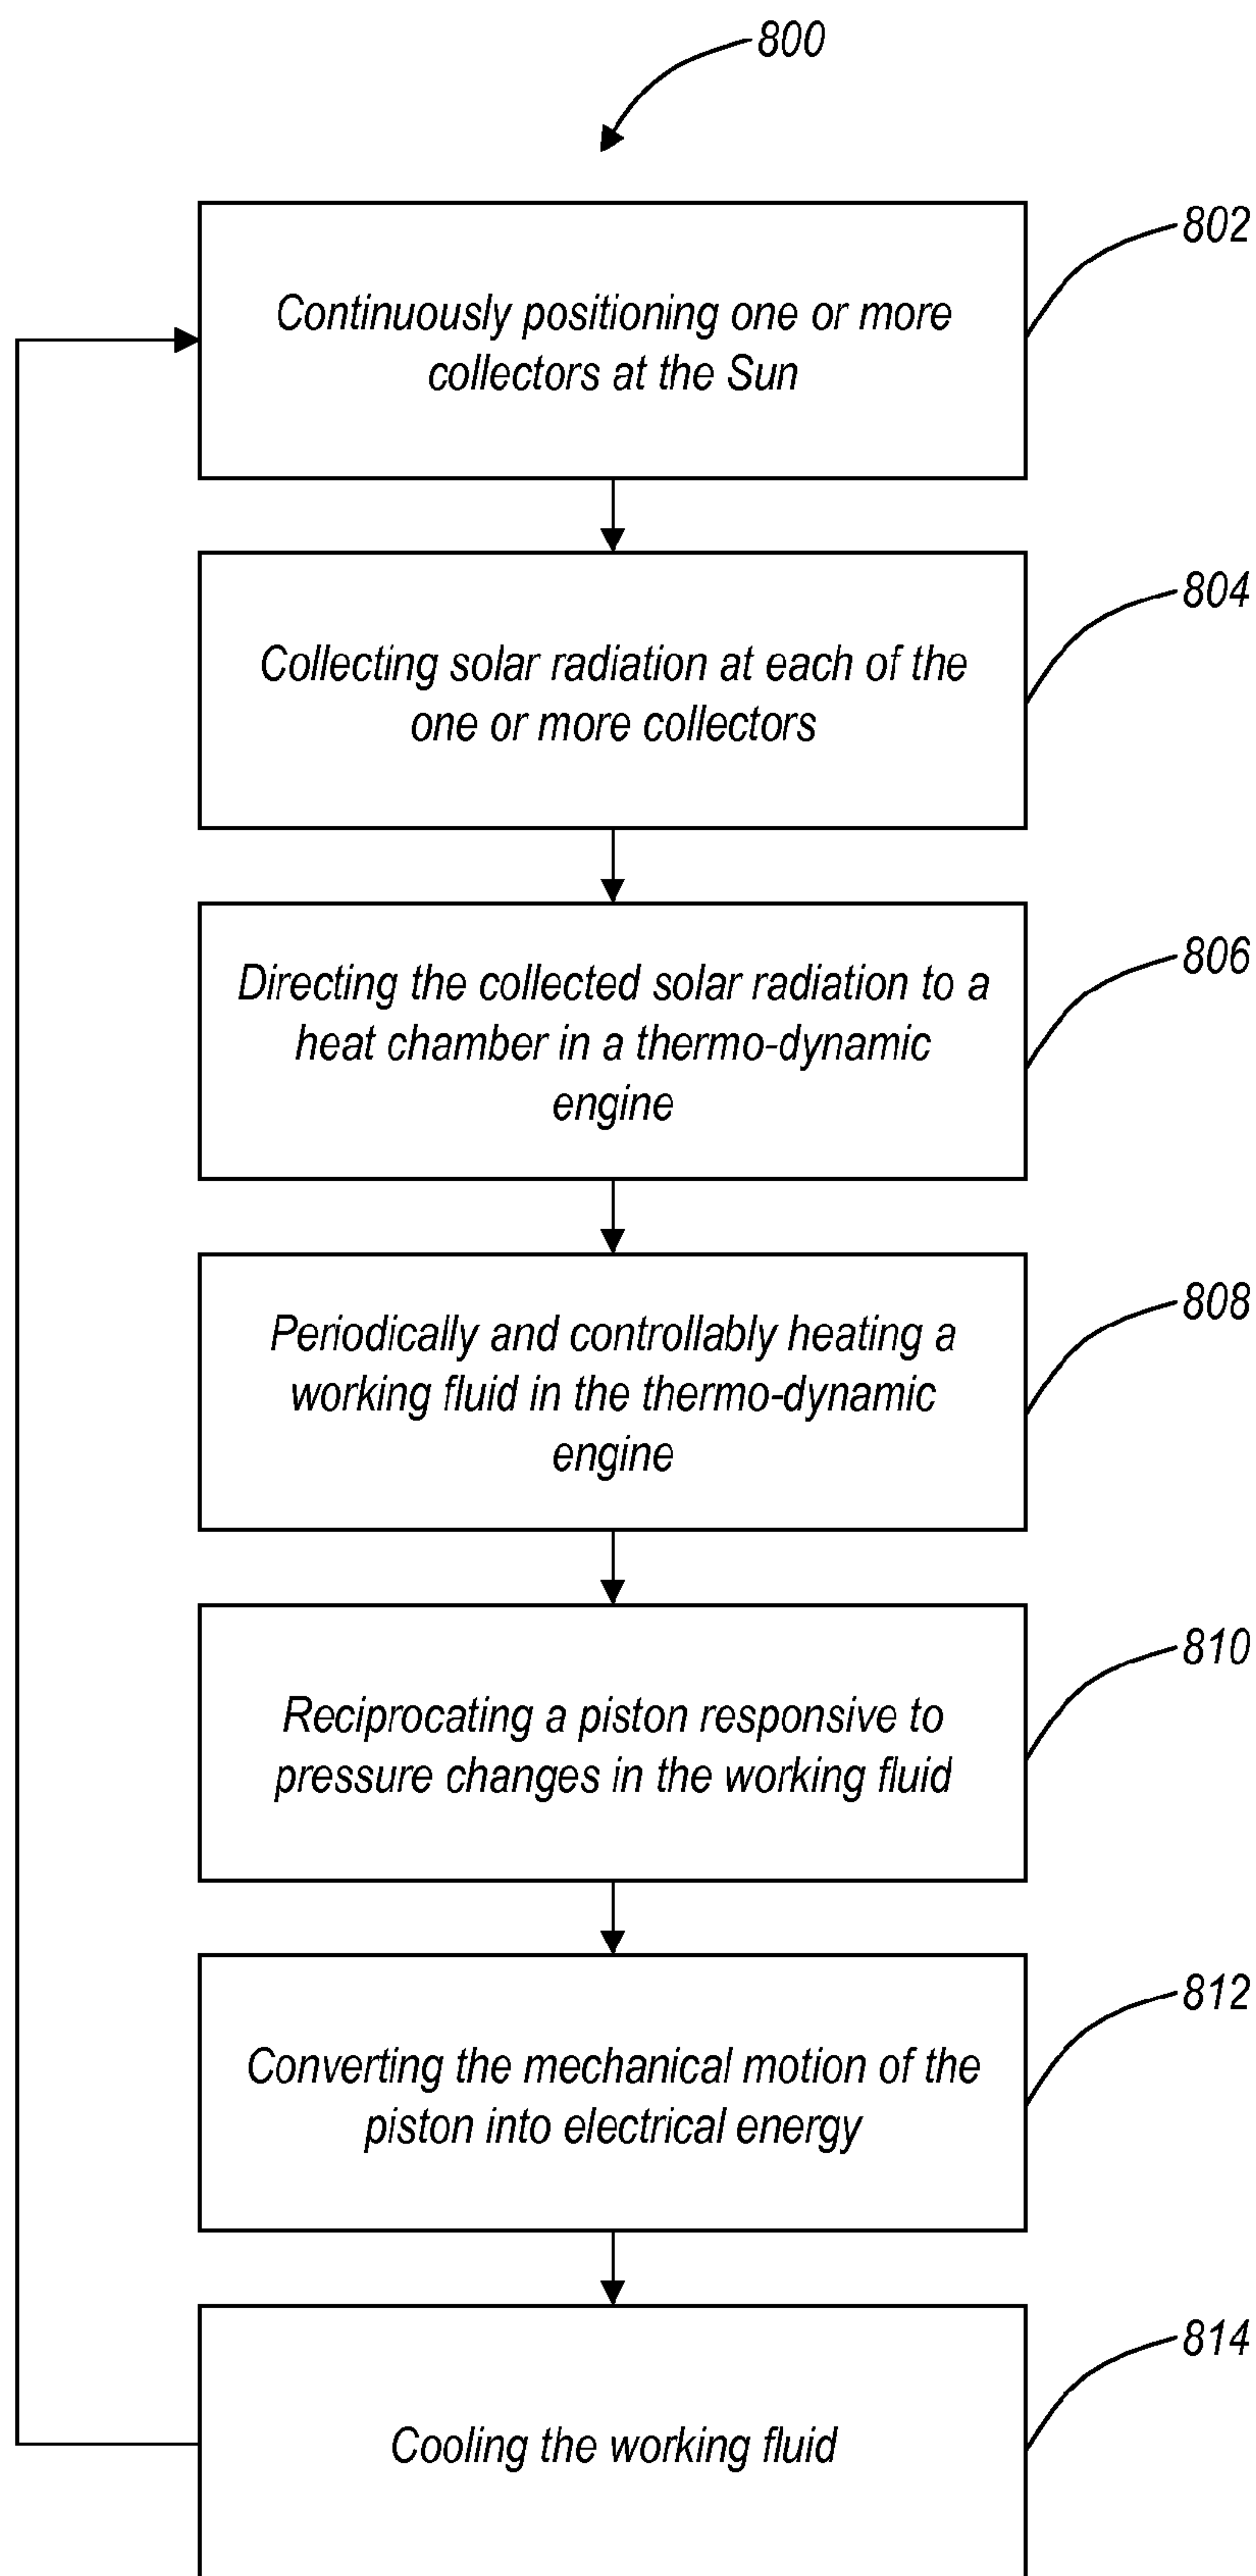 800
802
Continuously positioning one or more
collectors at the Sun
804
Collecting solar radiation at each of the
one or more collectors
806
Directing the collected solar radiation to a
heat chamber in a thermo-dynamic
engine
808
Periodically and controllably heating a
working fluid in the thermo-dynamic
engine
810
Reciprocating a piston responsive to
pressure changes in the working fluid
812
Converting the mechanical motion of the
piston into electrical energy
814
Cooling the working fluid